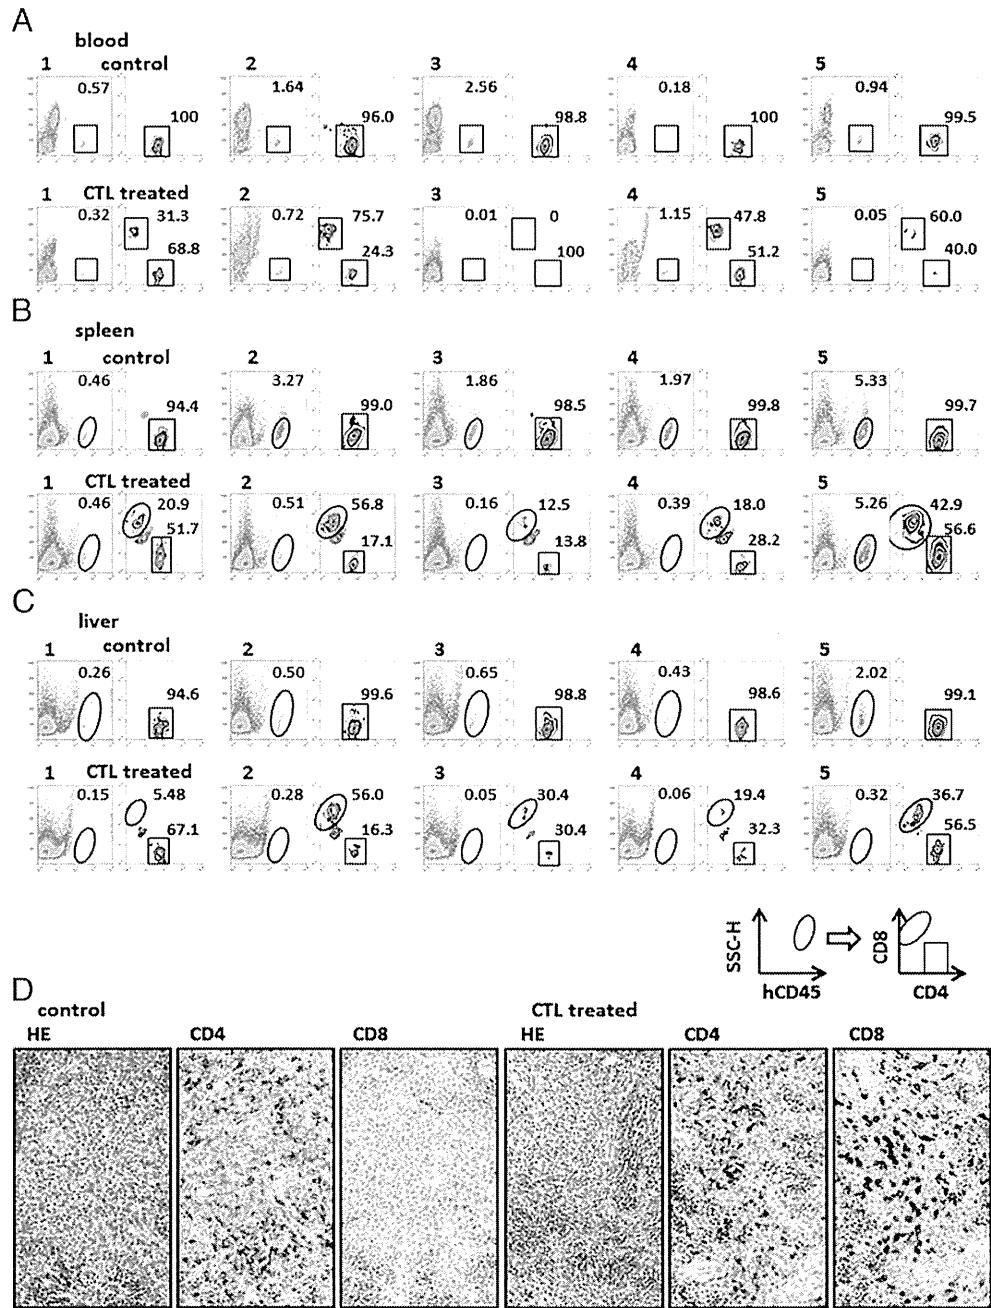 A
blood
1 control 2 3 4 5
0.57 1.64 2.56 0.18 0.94
100 96.0 98.8 100 99.5
1 CTL treated 2 3 4 5
0.32 31.3 0.72 75.7 0.01 0 1.15 47.8 0.05 60.0
68.8 24.3 100 51.2 40.0
B
spleen
1 control 2 3 4 5
0.46 3.27 1.86 1.97 5.33
94.4 99.0 98.5 99.8 99.7
1 CTL treated 2 3 4 5
0.46 20.9 0.51 56.8 0.16 12.5 0.39 18.0 5.26 42.9
51.7 17.1 13.8 28.2 56.6
C
liver
1 control 2 3 4 5
0.26 0.50 0.65 0.43 2.02
94.6 99.6 98.8 98.6 99.1
1 CTL treated 2 3 4 5
0.15 5.48 0.28 56.0 0.05 30.4 0.06 19.4 0.32 36.7
67.1 16.3 30.4 32.3 56.5
SSC-H
hCD45
CD8
CD4
D
control CTL treated
HE CD4 CD8 HE CD4 CD8